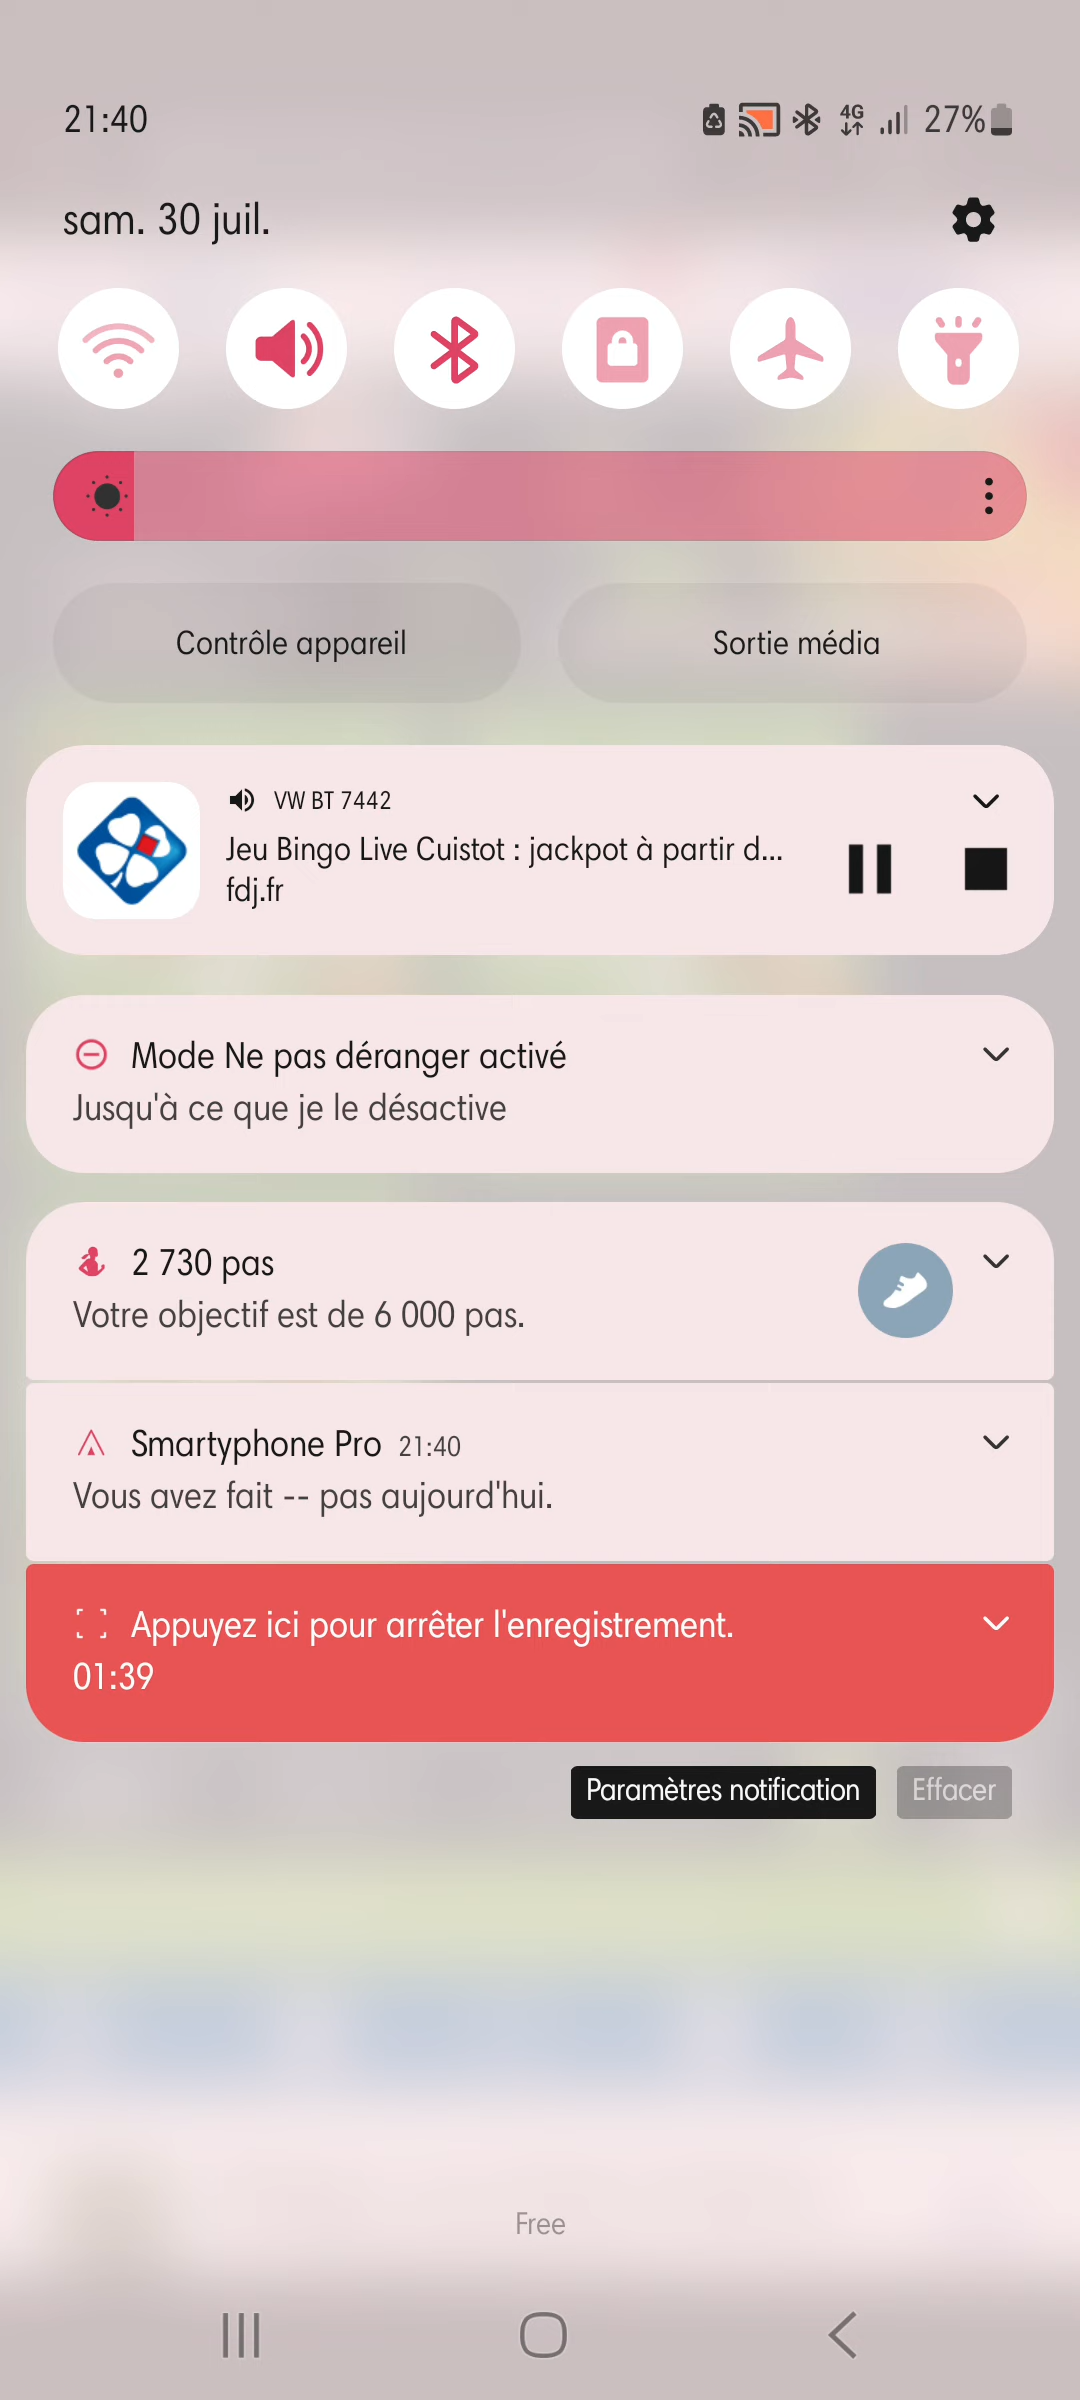 21:40
4G
27%
sam. 30 juil.
Contrôle appareil
Sortie média
VW BT 7442
Jeu Bingo Live Cuistot : jackpot à partir d...
fdj.fr
Mode Ne pas déranger activé
Jusqu'à ce que je le désactive
2 730 pas
Votre objectif est de 6 000 pas.
Smartyphone Pro 21:40
Vous avez fait -- pas aujourd'hui.
Appuyez ici pour arrêter l'enregistrement.
01:39
Paramètres notification
Effacer
Free